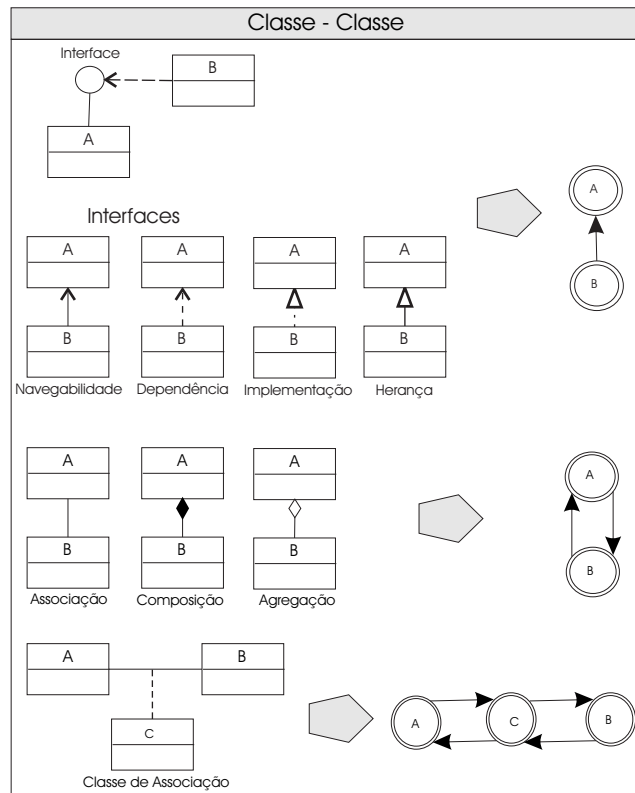 Classe - Classe
Interface
B
A
A
Interfaces
A A A A
B
B B B B
Navegabilidade Dependência Implementação Herança
A A A
A
B B B
B
Associação Composição Agregação
A B
A C B
C
Classe de Associação